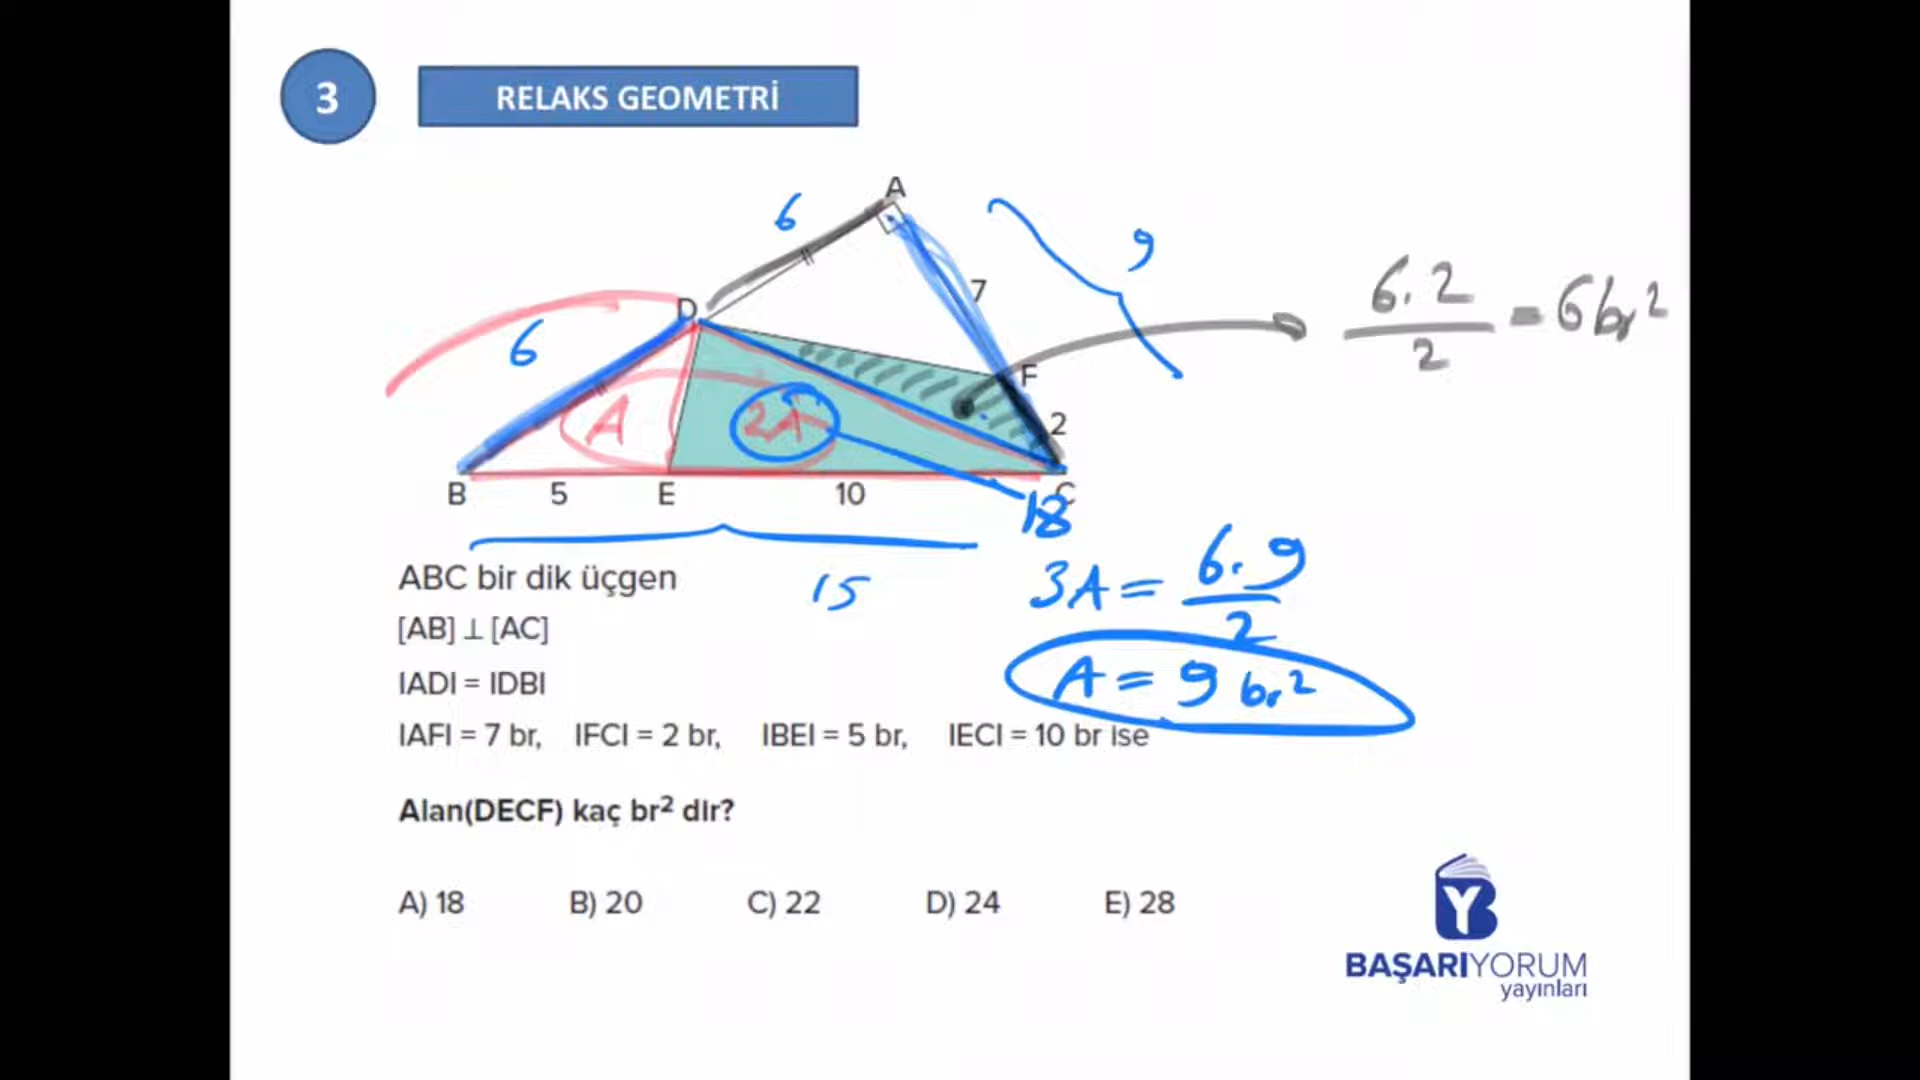 3
RELAKS GEOMETRİ
A
6
9
7
6.2
2
= 6br²
D
6
F
A
2A
2
B 5 E 10 C
18
15
3A = 6.9
2
A = 9 br²
ABC bir dik üçgen
[AB] ⊥ [AC]
IADI = IDBI
IAFI = 7 br, IFCI = 2 br, IBEI = 5 br, IECI = 10 br ise
Alan(DECF) kaç br² dir?
A) 18 B) 20 C) 22 D) 24 E) 28
BAŞARIYORUM
yayınları